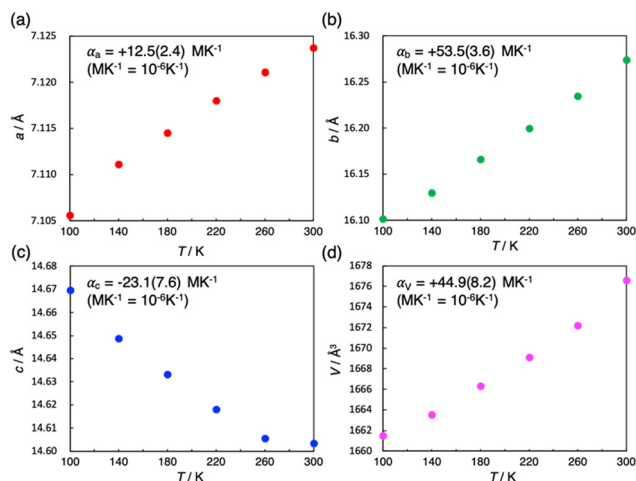 (a)
αa = +12.5(2.4) MK⁻¹
(MK⁻¹ = 10⁻⁶K⁻¹)
7.125
7.120
7.115
7.110
7.105
a / Å
100 140 180 220 260 300
T / K
(b)
αb = +53.5(3.6) MK⁻¹
(MK⁻¹ = 10⁻⁶K⁻¹)
16.30
16.25
16.20
16.15
16.10
b / Å
100 140 180 220 260 300
T / K
(c)
αc = -23.1(7.6) MK⁻¹
(MK⁻¹ = 10⁻⁶K⁻¹)
14.68
14.67
14.66
14.65
14.64
14.63
14.62
14.61
14.60
c / Å
100 140 180 220 260 300
T / K
(d)
αV = +44.9(8.2) MK⁻¹
(MK⁻¹ = 10⁻⁶K⁻¹)
1678
1676
1674
1672
1670
1668
1666
1664
1662
1660
V / Å³
100 140 180 220 260 300
T / K